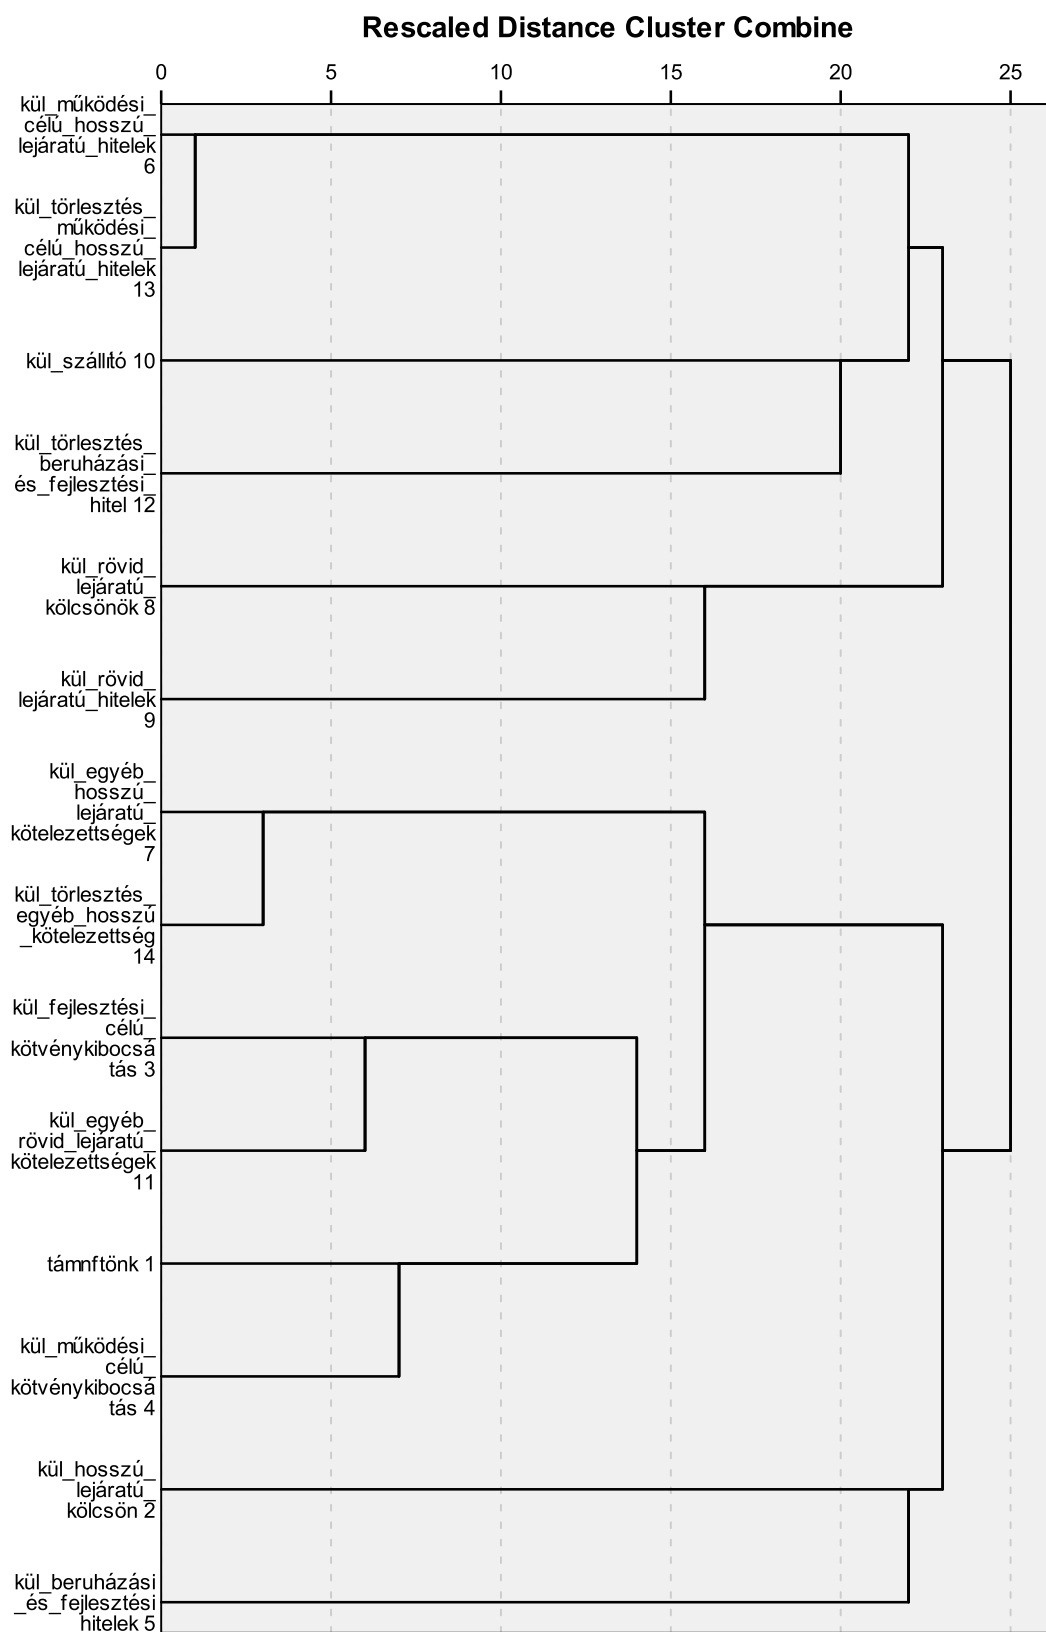 Rescaled Distance Cluster Combine
0 5 10 15 20 25
kül_működési_
célú_hosszú_
lejáratú_hitelek
6
kül_törlesztés_
működési_
célú_hosszú_
lejáratú_hitelek
13
kül_szállító 10
kül_törlesztés_
beruházási_
és_fejlesztési_
hitel 12
kül_rövid_
lejáratú_
kölcsönök 8
kül_rövid_
lejáratú_hitelek
9
kül_egyéb_
hosszú_
lejáratú_
kötelezettségek
7
kül_törlesztés_
egyéb_hosszú
_kötelezettség
14
kül_fejlesztési_
célú_
kötvénykibocsá
tás 3
kül_egyéb_
rövid_lejáratú_
kötelezettségek
11
támnftönk 1
kül_működési_
célú_
kötvénykibocsá
tás 4
kül_hosszú_
lejáratú_
kölcsön 2
kül_beruházási
_és_fejlesztési
hitelek 5